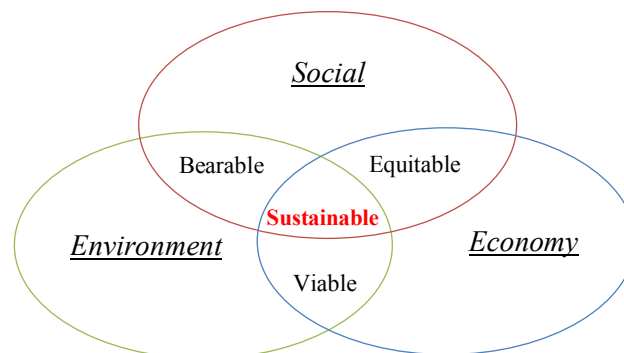 Social
Bearable
Equitable
Sustainable
Environment
Economy
Viable